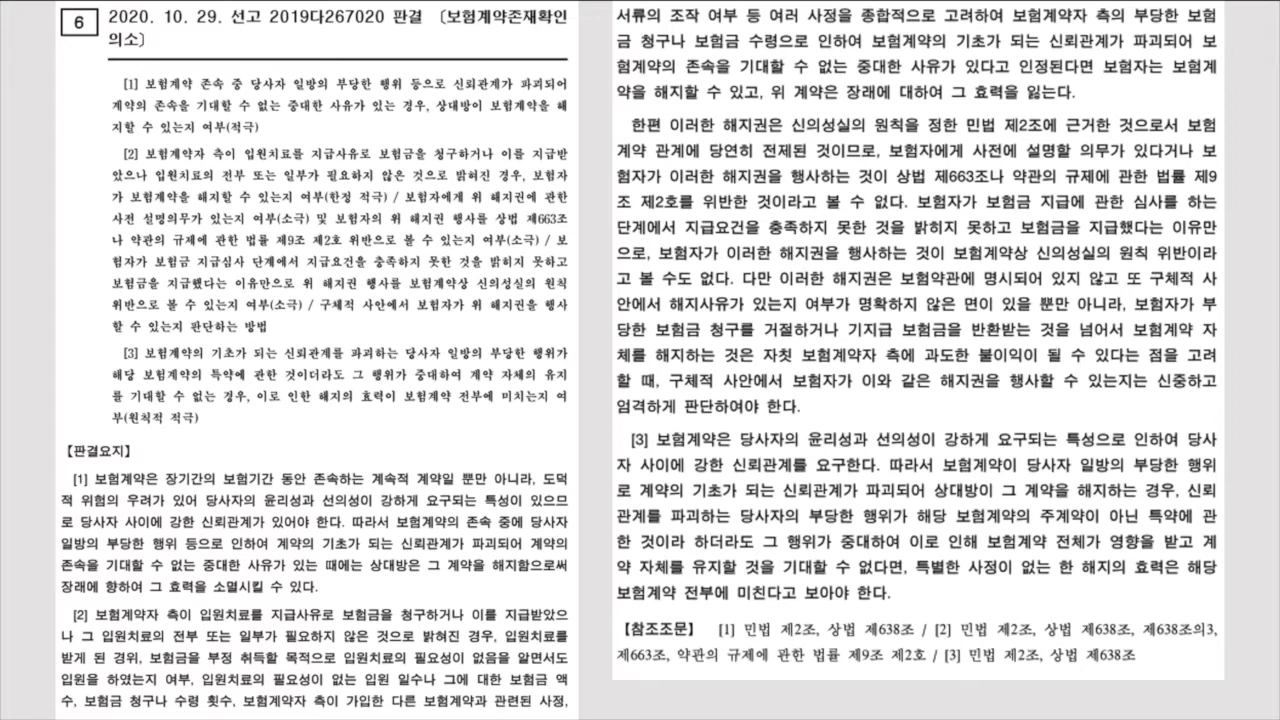 6
2020. 10. 29. 선고 2019다267020 판결 〔보험계약존재확인
의소〕
[1] 보험계약 존속 중 당사자 일방의 부당한 행위 등으로 신뢰관계가 파괴되어
계약의 존속을 기대할 수 없는 중대한 사유가 있는 경우, 상대방이 보험계약을 해
지할 수 있는지 여부(적극)
[2] 보험계약자 측이 입원치료를 지급사유로 보험금을 청구하거나 이를 지급받
았으나 입원치료의 전부 또는 일부가 필요하지 않은 것으로 밝혀진 경우, 보험자
가 보험계약을 해지할 수 있는지 여부(한정 적극) / 보험자에게 위 해지권에 관한
사전 설명의무가 있는지 여부(소극) 및 보험자의 위 해지권 행사를 상법 제663조
나 약관의 규제에 관한 법률 제9조 제2호 위반으로 볼 수 있는지 여부(소극) / 보
험자가 보험금 지급심사 단계에서 지급요건을 충족하지 못한 것을 밝히지 못하고
보험금을 지급했다는 이유만으로 위 해지권 행사를 보험계약상 신의성실의 원칙
위반으로 볼 수 있는지 여부(소극) / 구체적 사안에서 보험자가 위 해지권을 행사
할 수 있는지 판단하는 방법
[3] 보험계약의 기초가 되는 신뢰관계를 파괴하는 당사자 일방의 부당한 행위가
해당 보험계약의 특약에 관한 것이더라도 그 행위가 중대하여 계약 자체의 유지
를 기대할 수 없는 경우, 이로 인한 해지의 효력이 보험계약 전부에 미치는지 여
부(원칙적 적극)
【판결요지】
[1] 보험계약은 장기간의 보험기간 동안 존속하는 계속적 계약일 뿐만 아니라, 도덕
적 위험의 우려가 있어 당사자의 윤리성과 선의성이 강하게 요구되는 특성이 있으므
로 당사자 사이에 강한 신뢰관계가 있어야 한다. 따라서 보험계약의 존속 중에 당사자
일방의 부당한 행위 등으로 인하여 계약의 기초가 되는 신뢰관계가 파괴되어 계약의
존속을 기대할 수 없는 중대한 사유가 있는 때에는 상대방은 그 계약을 해지함으로써
장래에 향하여 그 효력을 소멸시킬 수 있다.
[2] 보험계약자 측이 입원치료를 지급사유로 보험금을 청구하거나 이를 지급받았으
나 그 입원치료의 전부 또는 일부가 필요하지 않은 것으로 밝혀진 경우, 입원치료를
받게 된 경위, 보험금을 부정 취득할 목적으로 입원치료의 필요성이 없음을 알면서도
입원을 하였는지 여부, 입원치료의 필요성이 없는 입원 일수나 그에 대한 보험금 액
수, 보험금 청구나 수령 횟수, 보험계약자 측이 가입한 다른 보험계약과 관련된 사정,
서류의 조작 여부 등 여러 사정을 종합적으로 고려하여 보험계약자 측의 부당한 보험
금 청구나 보험금 수령으로 인하여 보험계약의 기초가 되는 신뢰관계가 파괴되어 보
험계약의 존속을 기대할 수 없는 중대한 사유가 있다고 인정된다면 보험자는 보험계
약을 해지할 수 있고, 위 계약은 장래에 대하여 그 효력을 잃는다.
한편 이러한 해지권은 신의성실의 원칙을 정한 민법 제2조에 근거한 것으로서 보험
계약 관계에 당연히 전제된 것이므로, 보험자에게 사전에 설명할 의무가 있다거나 보
험자가 이러한 해지권을 행사하는 것이 상법 제663조나 약관의 규제에 관한 법률 제9
조 제2호를 위반한 것이라고 볼 수 없다. 보험자가 보험금 지급에 관한 심사를 하는
단계에서 지급요건을 충족하지 못한 것을 밝히지 못하고 보험금을 지급했다는 이유만
으로, 보험자가 이러한 해지권을 행사하는 것이 보험계약상 신의성실의 원칙 위반이라
고 볼 수도 없다. 다만 이러한 해지권은 보험약관에 명시되어 있지 않고 또 구체적 사
안에서 해지사유가 있는지 여부가 명확하지 않은 면이 있을 뿐만 아니라, 보험자가 부
당한 보험금 청구를 거절하거나 기지급 보험금을 반환받는 것을 넘어서 보험계약 자
체를 해지하는 것은 자칫 보험계약자 측에 과도한 불이익이 될 수 있다는 점을 고려
할 때, 구체적 사안에서 보험자가 이와 같은 해지권을 행사할 수 있는지는 신중하고
엄격하게 판단하여야 한다.
[3] 보험계약은 당사자의 윤리성과 선의성이 강하게 요구되는 특성으로 인하여 당사
자 사이에 강한 신뢰관계를 요구한다. 따라서 보험계약이 당사자 일방의 부당한 행위
로 계약의 기초가 되는 신뢰관계가 파괴되어 상대방이 그 계약을 해지하는 경우, 신뢰
관계를 파괴하는 당사자의 부당한 행위가 해당 보험계약의 주계약이 아닌 특약에 관
한 것이라 하더라도 그 행위가 중대하여 이로 인해 보험계약 전체가 영향을 받고 계
약 자체를 유지할 것을 기대할 수 없다면, 특별한 사정이 없는 한 해지의 효력은 해당
보험계약 전부에 미친다고 보아야 한다.
【참조조문】 [1] 민법 제2조, 상법 제638조 / [2] 민법 제2조, 상법 제638조, 제638조의3,
제663조, 약관의 규제에 관한 법률 제9조 제2호 / [3] 민법 제2조, 상법 제638조